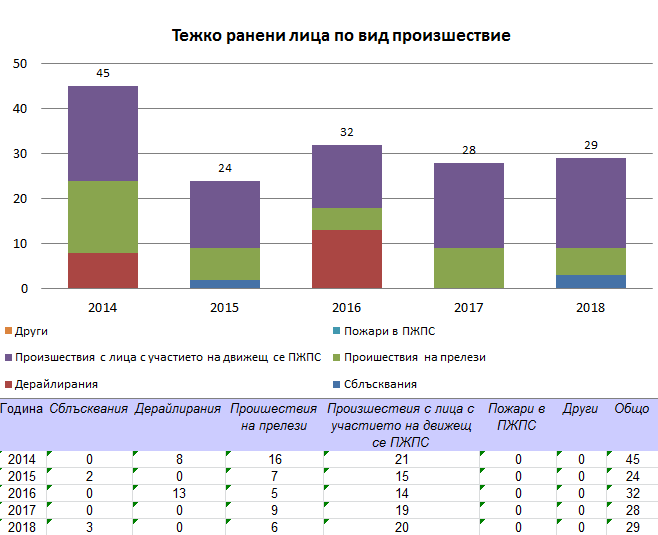 Тежко ранени лица по вид произшествие
50
40
30
20
10
0
45
24
32
28
29
2014 2015 2016 2017 2018
Други Пожари в ПЖПС
Произшествия с лица с участието на движещ се ПЖПС Проишествия на прелези
Дерайлирания Сблъсквания
Година Сблъсквания Дерайлирания Проишествия Произшествия с лица с Пожари в Други Общо
на прелези участието на движещ ПЖПС
се ПЖПС
2014 0 8 16 21 0 0 45
2015 2 0 7 15 0 0 24
2016 0 13 5 14 0 0 32
2017 0 0 9 19 0 0 28
2018 3 0 6 20 0 0 29